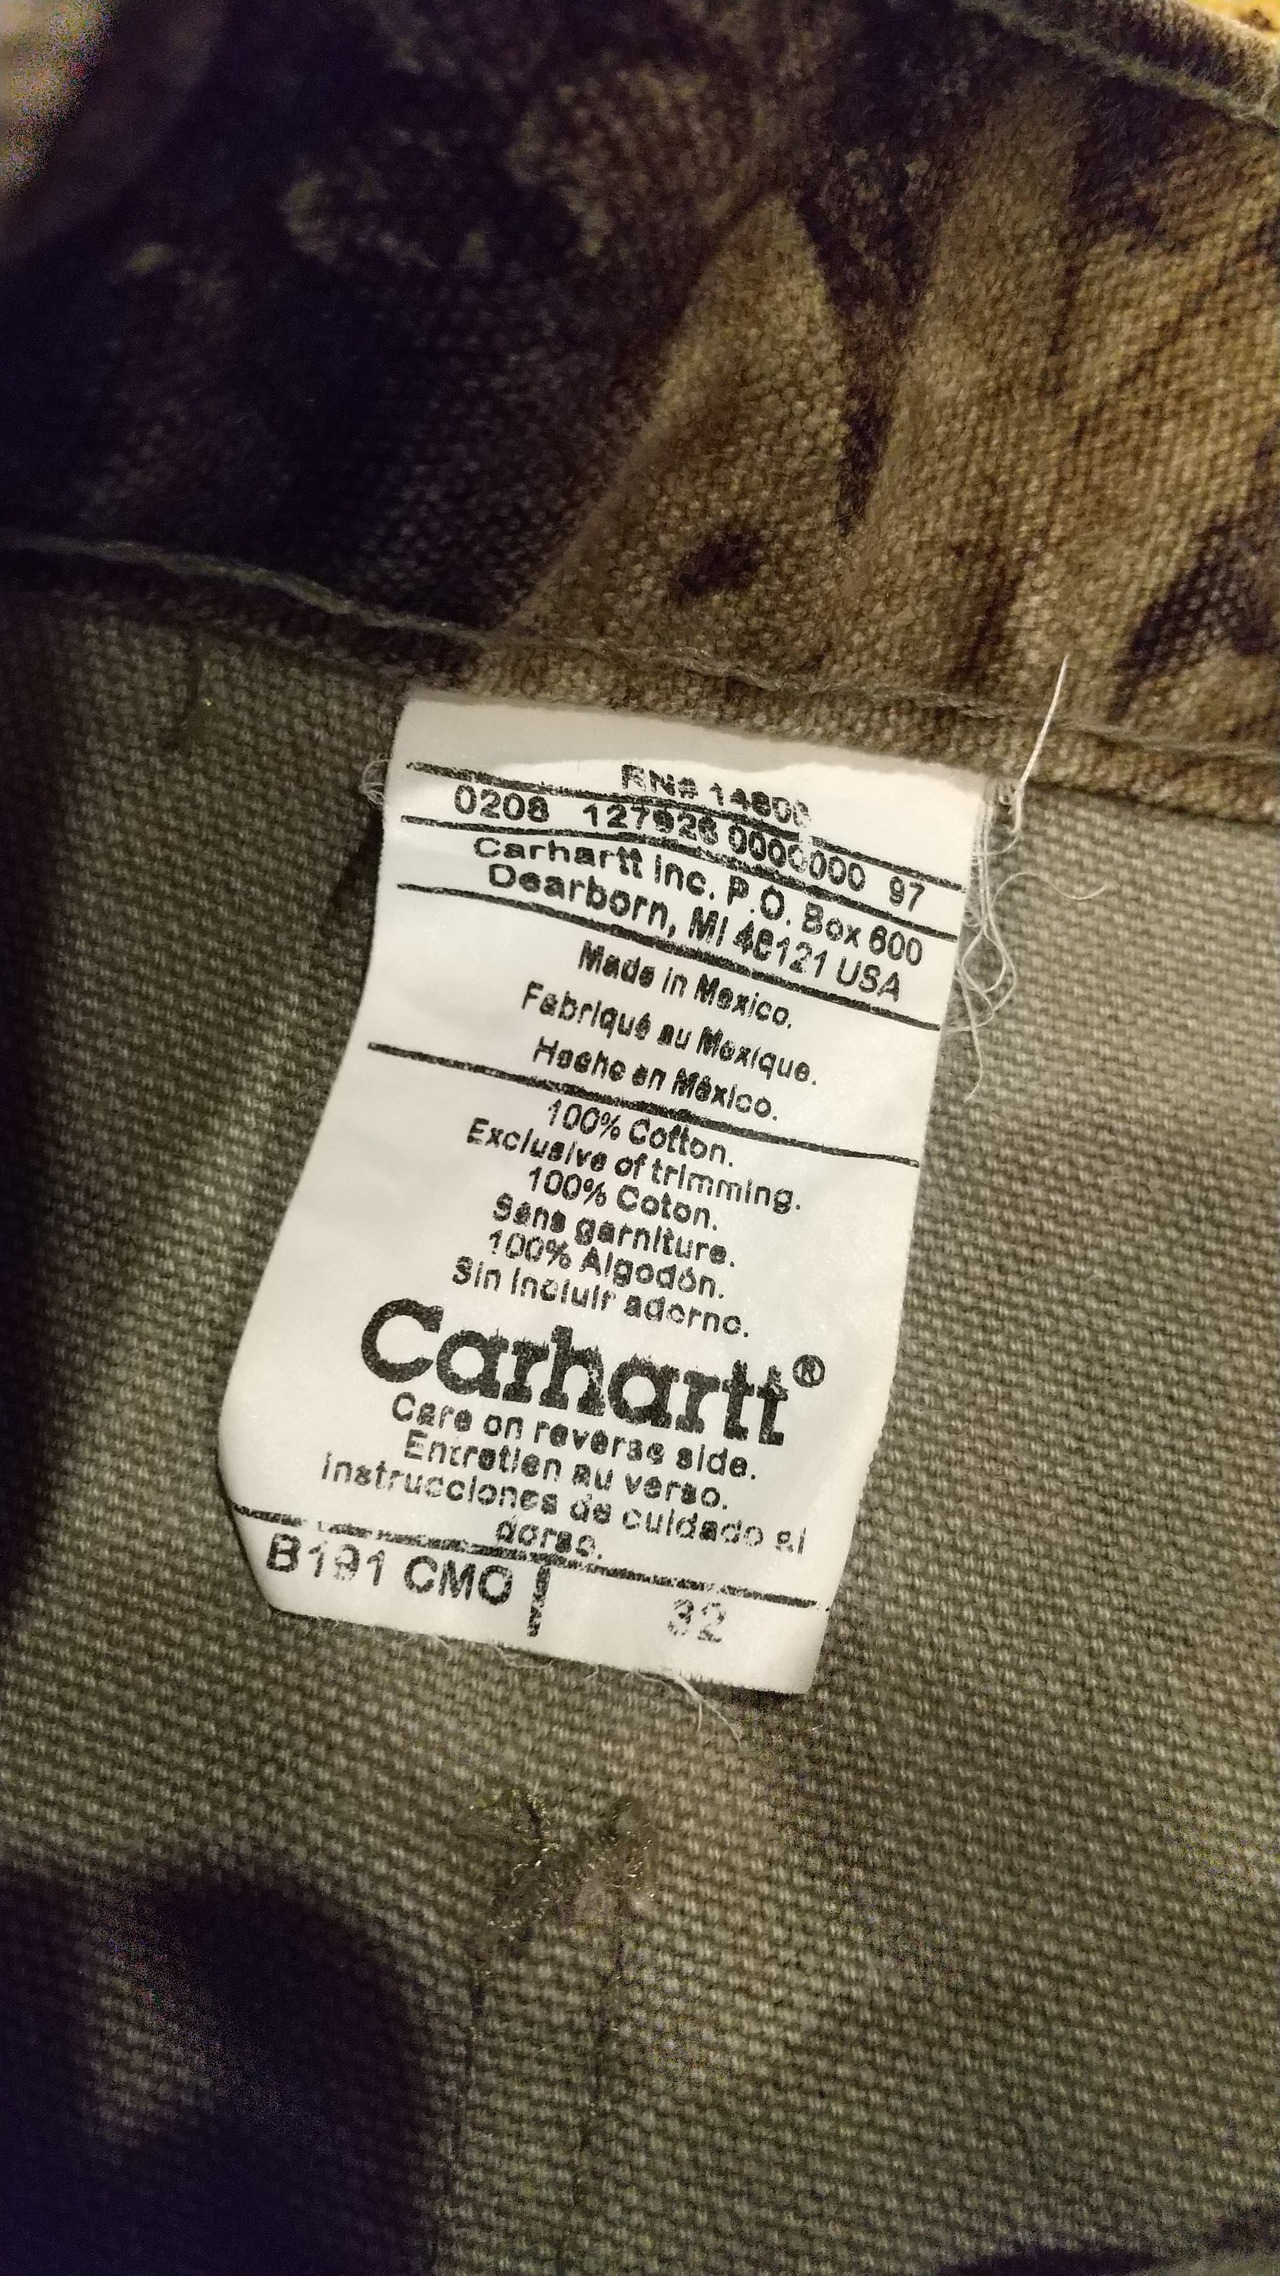 RN# 14806
0208 127926 0000000 97
Carhartt Inc. P.O. Box 600
Dearborn, MI 48121 USA
Made in Mexico.
Fabriqué au Mexique.
Hecho en México.
100% Cotton.
Exclusive of trimming.
100% Coton.
Sans garniture.
100% Algodón.
Sin incluir adorno.
Carhartt®
Care on reverse side.
Entretien au verso.
Instrucciones de cuidado al
dorso.
B191 CMO 32